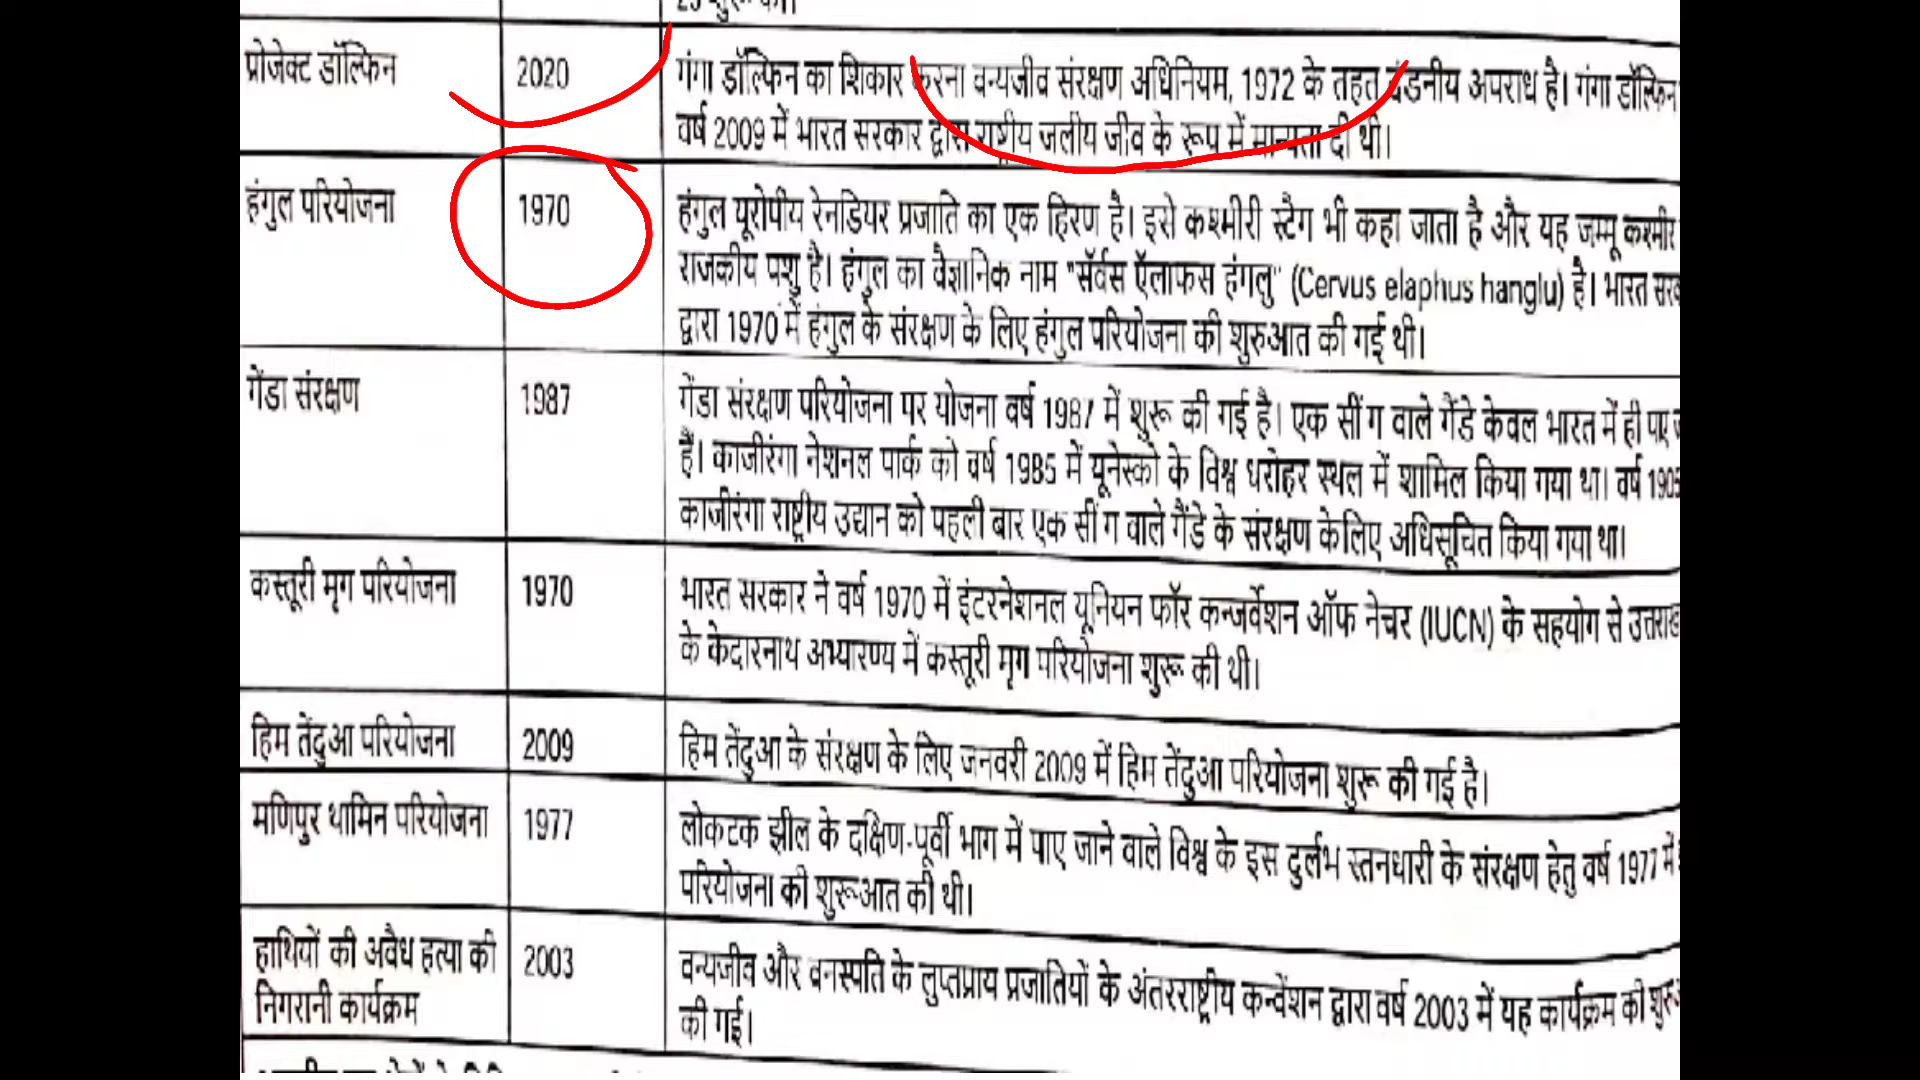 प्रोजेक्ट डॉल्फिन
2020
गंगा डॉल्फिन का शिकार करना वन्यजीव संरक्षण अधिनियम, 1972 के तहत दंडनीय अपराध है। गंगा डॉल्फिन
वर्ष 2009 में भारत सरकार द्वारा राष्ट्रीय जलीय जीव के रूप में मान्यता दी थी।
हंगुल परियोजना
1970
हंगुल यूरोपीय रेनडियर प्रजाति का एक हिरण है। इसे कश्मीरी स्टैग भी कहा जाता है और यह जम्मू कश्मीर
राजकीय पशु है। हंगुल का वैज्ञानिक नाम "सॅर्वस ऍलाफस हंगलु" (Cervus elaphus hanglu) है। भारत
द्वारा 1970 में हंगुल के संरक्षण के लिए हंगुल परियोजना की शुरुआत की गई थी।
गेंडा संरक्षण
1987
गेंडा संरक्षण परियोजना पर योजना वर्ष 1987 में शुरू की गई है। एक सींग वाले गैंडे केवल भारत में ही पाए
हैं। काजीरंगा नेशनल पार्क को वर्ष 1985 में यूनेस्को के विश्व धरोहर स्थल में शामिल किया गया था। वर्ष 1905
काजीरंगा राष्ट्रीय उद्यान को पहली बार एक सींग वाले गैंडे के संरक्षण के लिए अधिसूचित किया गया था।
कस्तूरी मृग परियोजना
1970
भारत सरकार ने वर्ष 1970 में इंटरनेशनल यूनियन फॉर कन्जर्वेशन ऑफ नेचर (IUCN) के सहयोग से
के केदारनाथ अभ्यारण्य में कस्तूरी मृग परियोजना शुरू की थी।
हिम तेंदुआ परियोजना
2009
हिम तेंदुआ के संरक्षण के लिए जनवरी 2009 में हिम तेंदुआ परियोजना शुरू की गई है।
मणिपुर थामिन परियोजना
1977
लोकटक झील के दक्षिण-पूर्वी भाग में पाए जाने वाले विश्व के इस दुर्लभ स्तनधारी के संरक्षण हेतु वर्ष 1977 में
परियोजना की शुरूआत की थी।
हाथियों की अवैध हत्या की
निगरानी कार्यक्रम
2003
वन्यजीव और वनस्पति के लुप्तप्राय प्रजातियों के अंतरराष्ट्रीय कन्वेंशन द्वारा वर्ष 2003 में यह कार्यक्रम की
की गई।